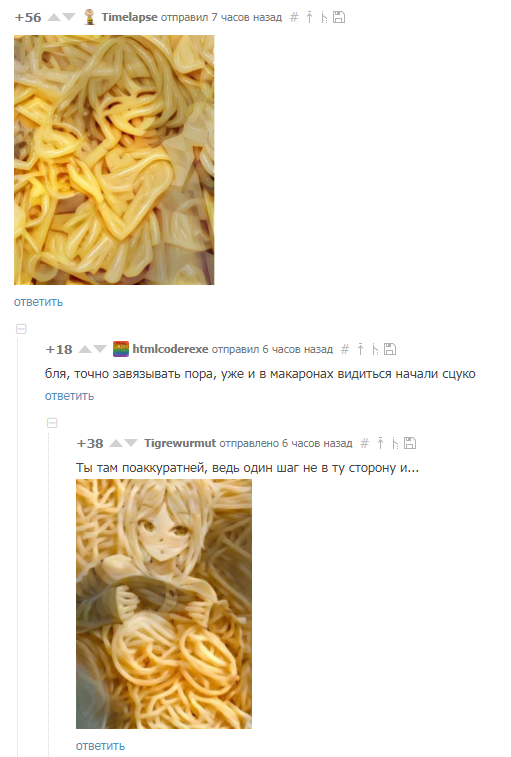 +56 Timelapse отправил 7 часов назад #
ответить
+18 htmlcoderexe отправил 6 часов назад #
бля, точно завязывать пора, уже и в макаронах видиться начали сцуко
ответить
+38 Tigrewurmut отправлено 6 часов назад #
Ты там поаккуратней, ведь один шаг не в ту сторону и...
ответить